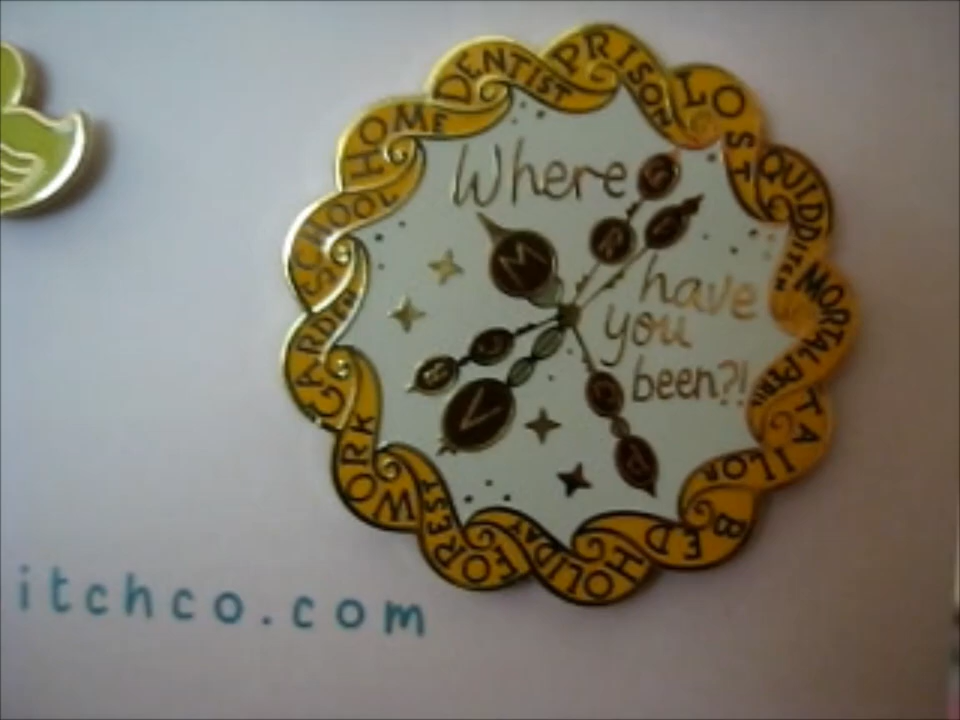 PRISON
LOST
QUIDDITCH
MORTAL PERIL
TAILOR
BED
HOLIDAY
FOREST
WORK
GARDEN
SCHOOL
HOME
DENTIST
Where
have
you
been?!
M
itchco.com